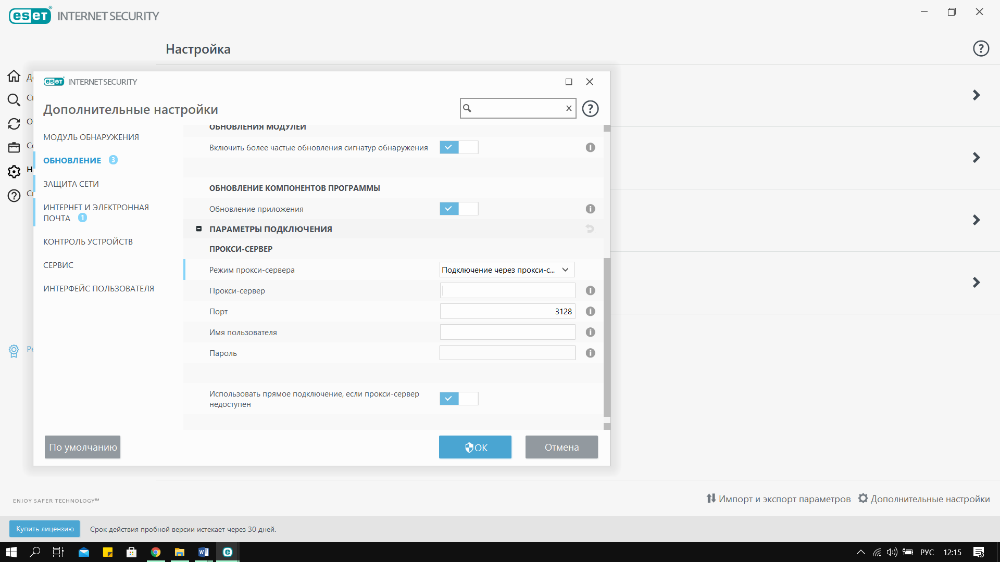 eset INTERNET SECURITY
Настройка
eset INTERNET SECURITY
Дополнительные настройки
x
МОДУЛЬ ОБНАРУЖЕНИЯ
ОБНОВЛЕНИЕ 3
ЗАЩИТА СЕТИ
ИНТЕРНЕТ И ЭЛЕКТРОННАЯ
ПОЧТА 1
КОНТРОЛЬ УСТРОЙСТВ
СЕРВИС
ИНТЕРФЕЙС ПОЛЬЗОВАТЕЛЯ
ОБНОВЛЕНИЯ МОДУЛЕЙ
Включить более частые обновления сигнатур обнаружения
ОБНОВЛЕНИЕ КОМПОНЕНТОВ ПРОГРАММЫ
Обновление приложения
ПАРАМЕТРЫ ПОДКЛЮЧЕНИЯ
ПРОКСИ-СЕРВЕР
Режим прокси-сервера Подключение через прокси-с...
Прокси-сервер
Порт 3128
Имя пользователя
Пароль
Использовать прямое подключение, если прокси-сервер
недоступен
По умолчанию
OK
Отмена
ENJOY SAFER TECHNOLOGY™
Импорт и экспорт параметров
Дополнительные настройки
Купить лицензию
Срок действия пробной версии истекает через 30 дней.
РУС 12:15